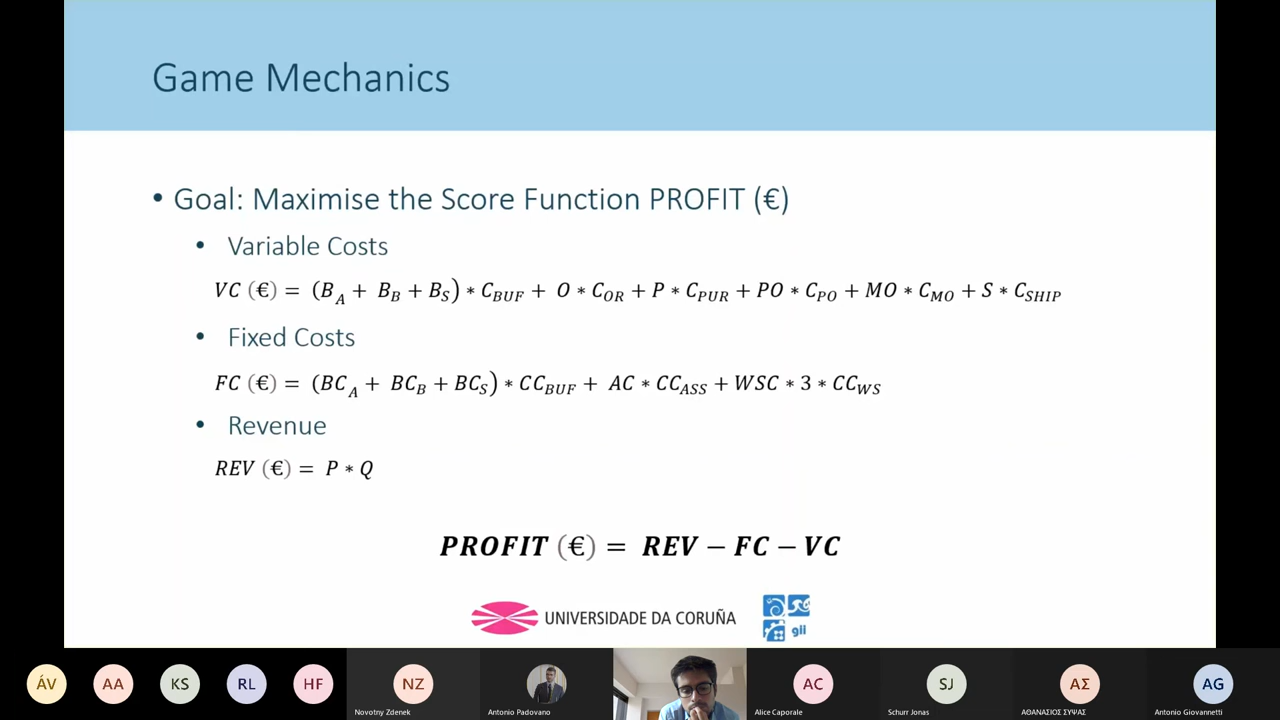 Game Mechanics
• Goal: Maximise the Score Function PROFIT (€)
• Variable Costs
VC (€) = (B_A + B_B + B_S) * C_BUF + O * C_OR + P * C_PUR + PO * C_PO + MO * C_MO + S * C_SHIP
• Fixed Costs
FC (€) = (BC_A + BC_B + BC_S) * CC_BUF + AC * CC_ASS + WSC * 3 * CC_WS
• Revenue
REV (€) = P * Q
PROFIT (€) = REV − FC − VC
UNIVERSIDADE DA CORUÑA
gii
ÁV
AA
KS
RL
HF
NZ
AC
SJ
ΑΣ
AG
Novotny Zdenek
Antonio Padovano
Alice Caporale
Schurr Jonas
ΑΘΑΝΑΣΙΟΣ ΣΥΨΑΣ
Antonio Giovannetti